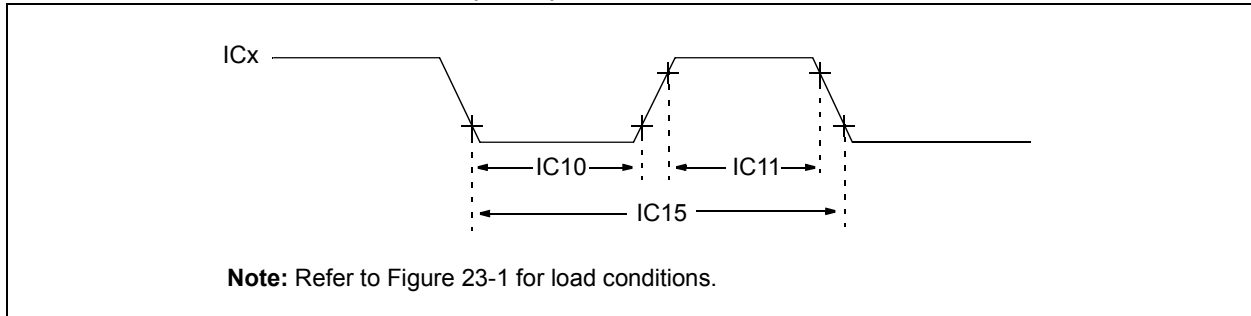 ICx
IC10
IC11
IC15
Note: Refer to Figure 23-1 for load conditions.